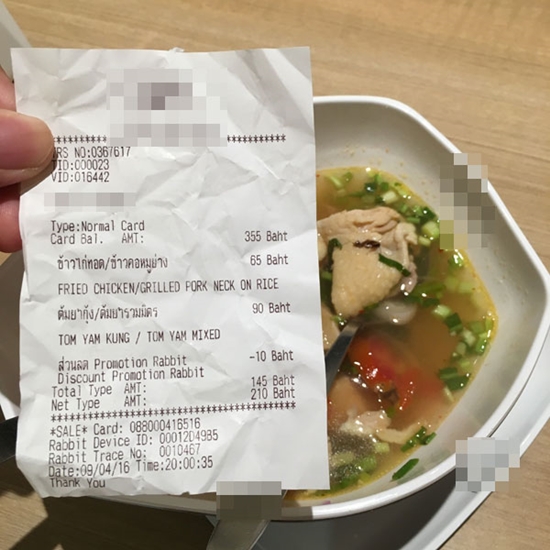 TRS NO:0367617
TID:000023
VID:016442
Type:Normal Card
Card Bal. AMT: 355 Baht
ข้าวไก่ทอด/ข้าวคอหมูย่าง 65 Baht
FRIED CHICKEN/GRILLED PORK NECK ON RICE
ต้มยำกุ้ง/ต้มยำรวมมิตร 90 Baht
TOM YAM KUNG / TOM YAM MIXED
ส่วนลด Promotion Rabbit -10 Baht
Discount Promotion Rabbit
Total Type AMT: 145 Baht
Net Type AMT: 210 Baht
*SALE* Card: 088000416516
Rabbit Device ID: 0001204985
Rabbit Trace No: 0010467
Date:09/04/16 Time:20:00:35
Thank You